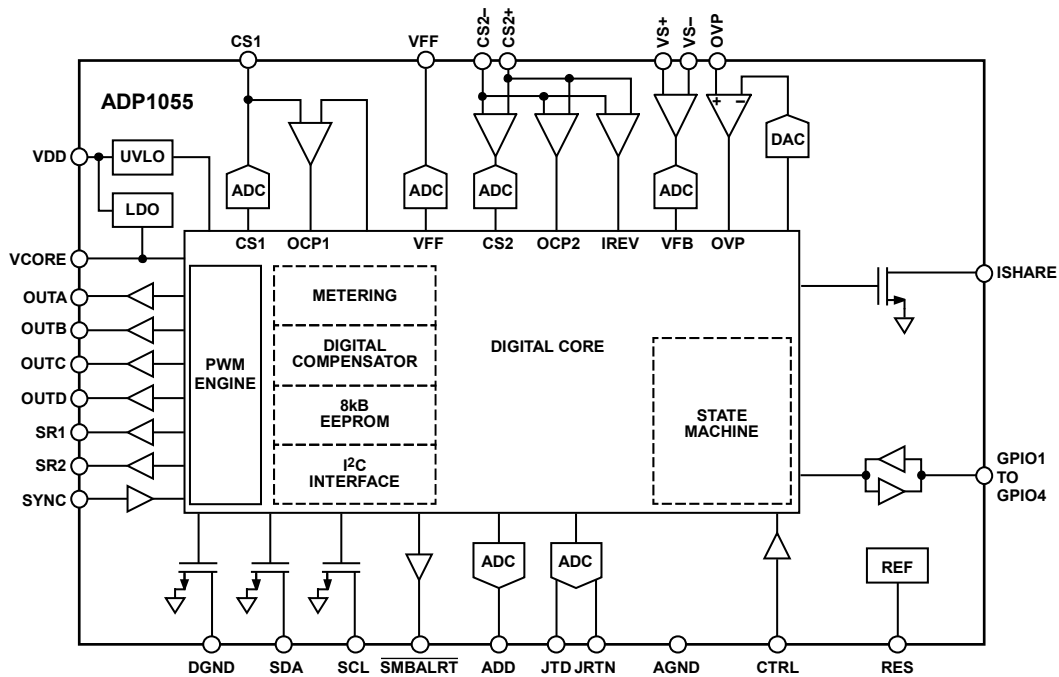 CS1
VFF
CS2−
CS2+
VS+
VS−
OVP
ADP1055
+
−
VDD
UVLO
DAC
ADC
ADC
ADC
ADC
LDO
CS1
OCP1
VFF
CS2
OCP2
IREV
VFB
OVP
VCORE
OUTA
OUTB
OUTC
OUTD
SR1
SR2
SYNC
PWM
ENGINE
METERING
DIGITAL
COMPENSATOR
8kB
EEPROM
I²C
INTERFACE
DIGITAL CORE
STATE
MACHINE
ISHARE
GPIO1
TO
GPIO4
ADC
ADC
REF
DGND
SDA
SCL
SMBALRT
ADD
JTD
JRTN
AGND
CTRL
RES